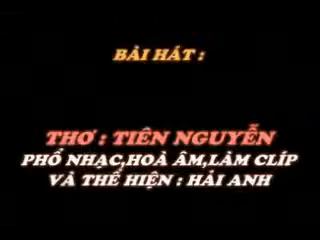 BÀI HÁT :
THƠ : TIÊN NGUYỄN
PHỔ NHẠC,HOÀ ÂM,LÀM CLÍP
VÀ THỂ HIỆN : HẢI ANH